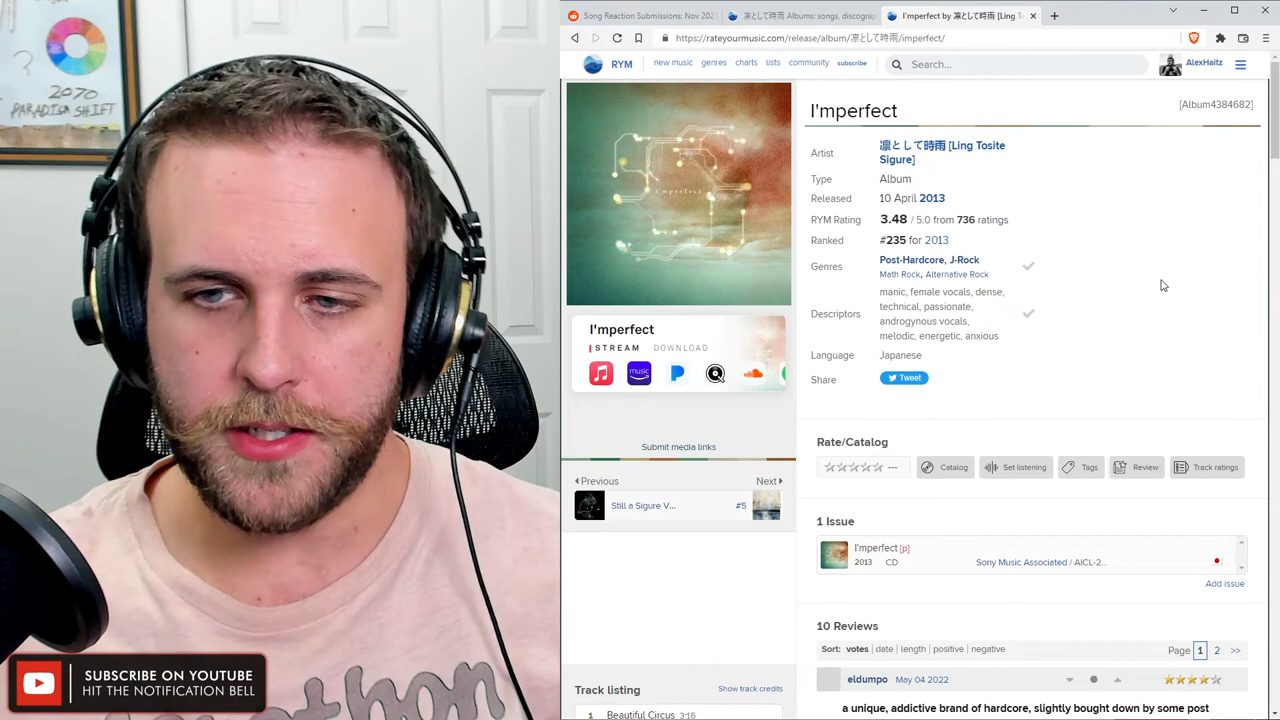 2070
PARADIGM SHIFT
SUBSCRIBE ON YOUTUBE
HIT THE NOTIFICATION BELL
Song Reaction Submissions: Nov 202
凛として時雨 Albums: songs, discogra
I'mperfect by 凛として時雨 [Ling To
https://rateyourmusic.com/release/album/凛として時雨/imperfect/
RYM
new music genres charts lists community subscribe
Search...
AlexHaitz
I'mperfect
[Album4384682]
imperfect
Artist 凛として時雨 [Ling Tosite
Sigure]
Type Album
Released 10 April 2013
RYM Rating 3.48 / 5.0 from 736 ratings
Ranked #235 for 2013
Genres Post-Hardcore, J-Rock
Math Rock, Alternative Rock
Descriptors manic, female vocals, dense,
technical, passionate,
androgynous vocals,
melodic, energetic, anxious
Language Japanese
Share Tweet
I'mperfect
STREAM DOWNLOAD
music
Submit media links
Previous Next
Still a Sigure V... #5
Rate/Catalog
--- Catalog Set listening Tags Review Track ratings
1 Issue
I'mperfect [p]
2013 CD Sony Music Associated / AICL-2...
Add issue
10 Reviews
Sort: votes | date | length | positive | negative Page 1 2 >>
eldumpo May 04 2022
a unique, addictive brand of hardcore, slightly bought down by some post
Track listing Show track credits
1 Beautiful Circus 3:16